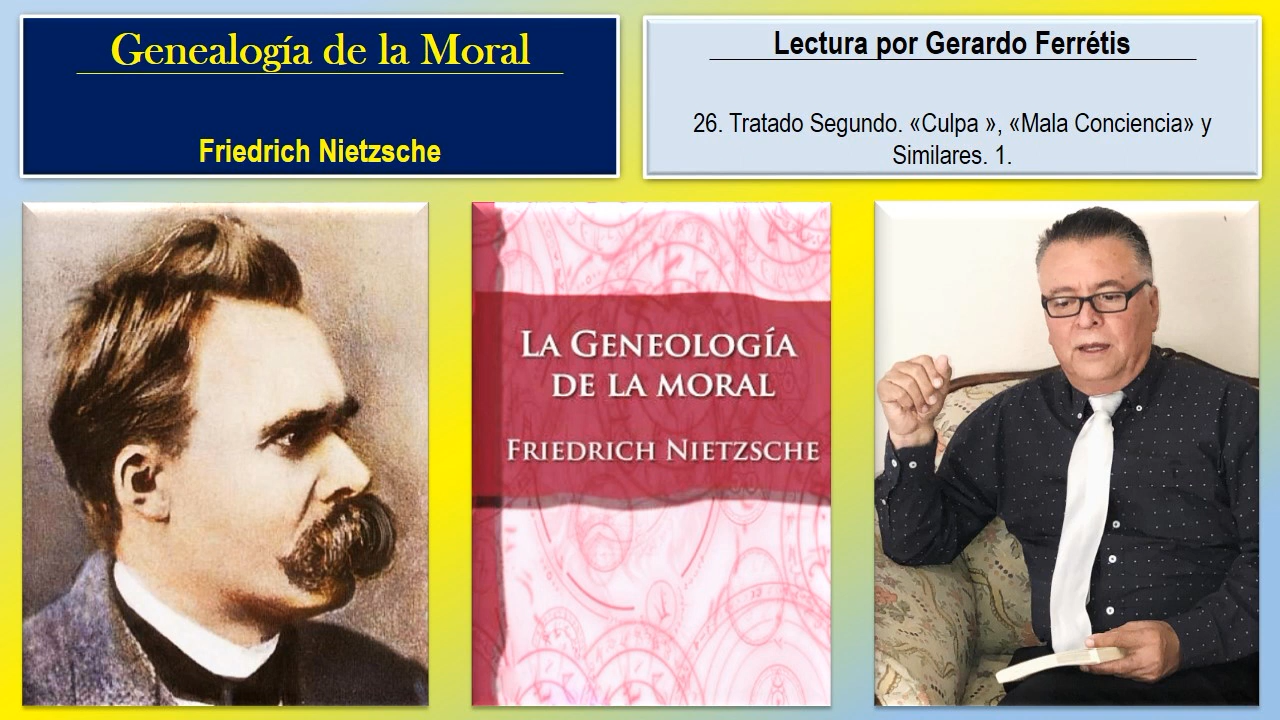 Genealogía de la Moral
Friedrich Nietzsche
Lectura por Gerardo Ferrétis
26. Tratado Segundo. «Culpa », «Mala Conciencia» y
Similares. 1.
La Geneología
de la moral
Friedrich Nietzsche